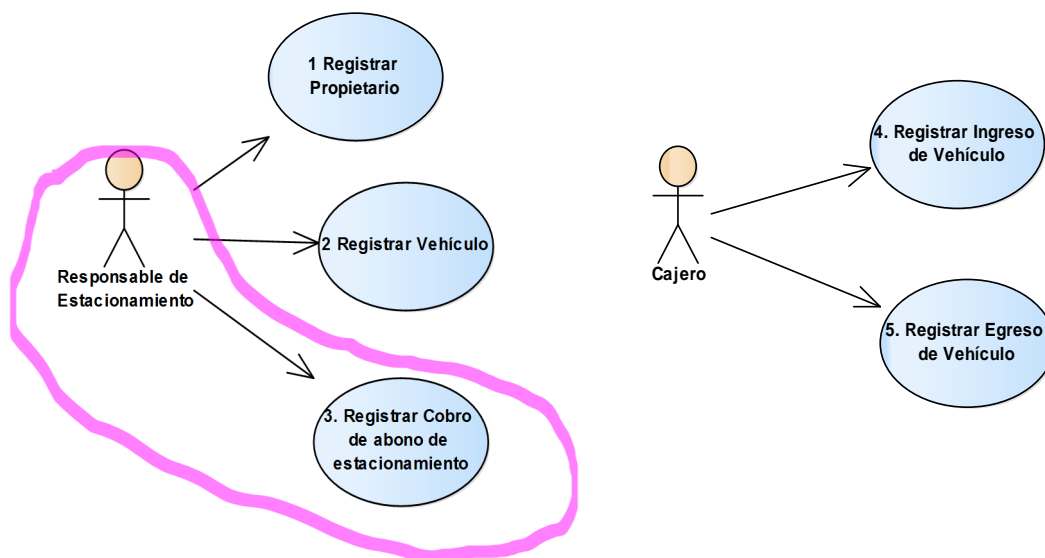 1 Registrar
Propietario
2 Registrar Vehículo
Responsable de
Estacionamiento
3. Registrar Cobro
de abono de
estacionamiento
4. Registrar Ingreso
de Vehículo
Cajero
5. Registrar Egreso
de Vehículo